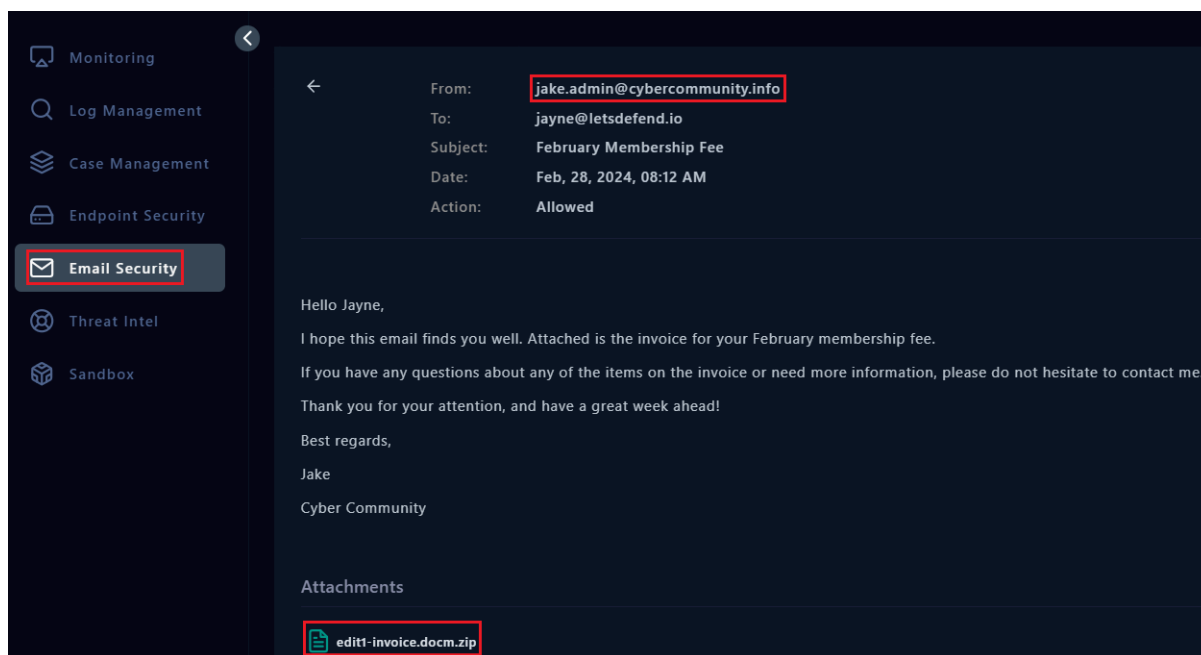 Monitoring
Log Management
Case Management
Endpoint Security
Email Security
Threat Intel
Sandbox
From: jake.admin@cybercommunity.info
To: jayne@letsdefend.io
Subject: February Membership Fee
Date: Feb, 28, 2024, 08:12 AM
Action: Allowed
Hello Jayne,
I hope this email finds you well. Attached is the invoice for your February membership fee.
If you have any questions about any of the items on the invoice or need more information, please do not hesitate to contact me
Thank you for your attention, and have a great week ahead!
Best regards,
Jake
Cyber Community
Attachments
edit1-invoice.docm.zip